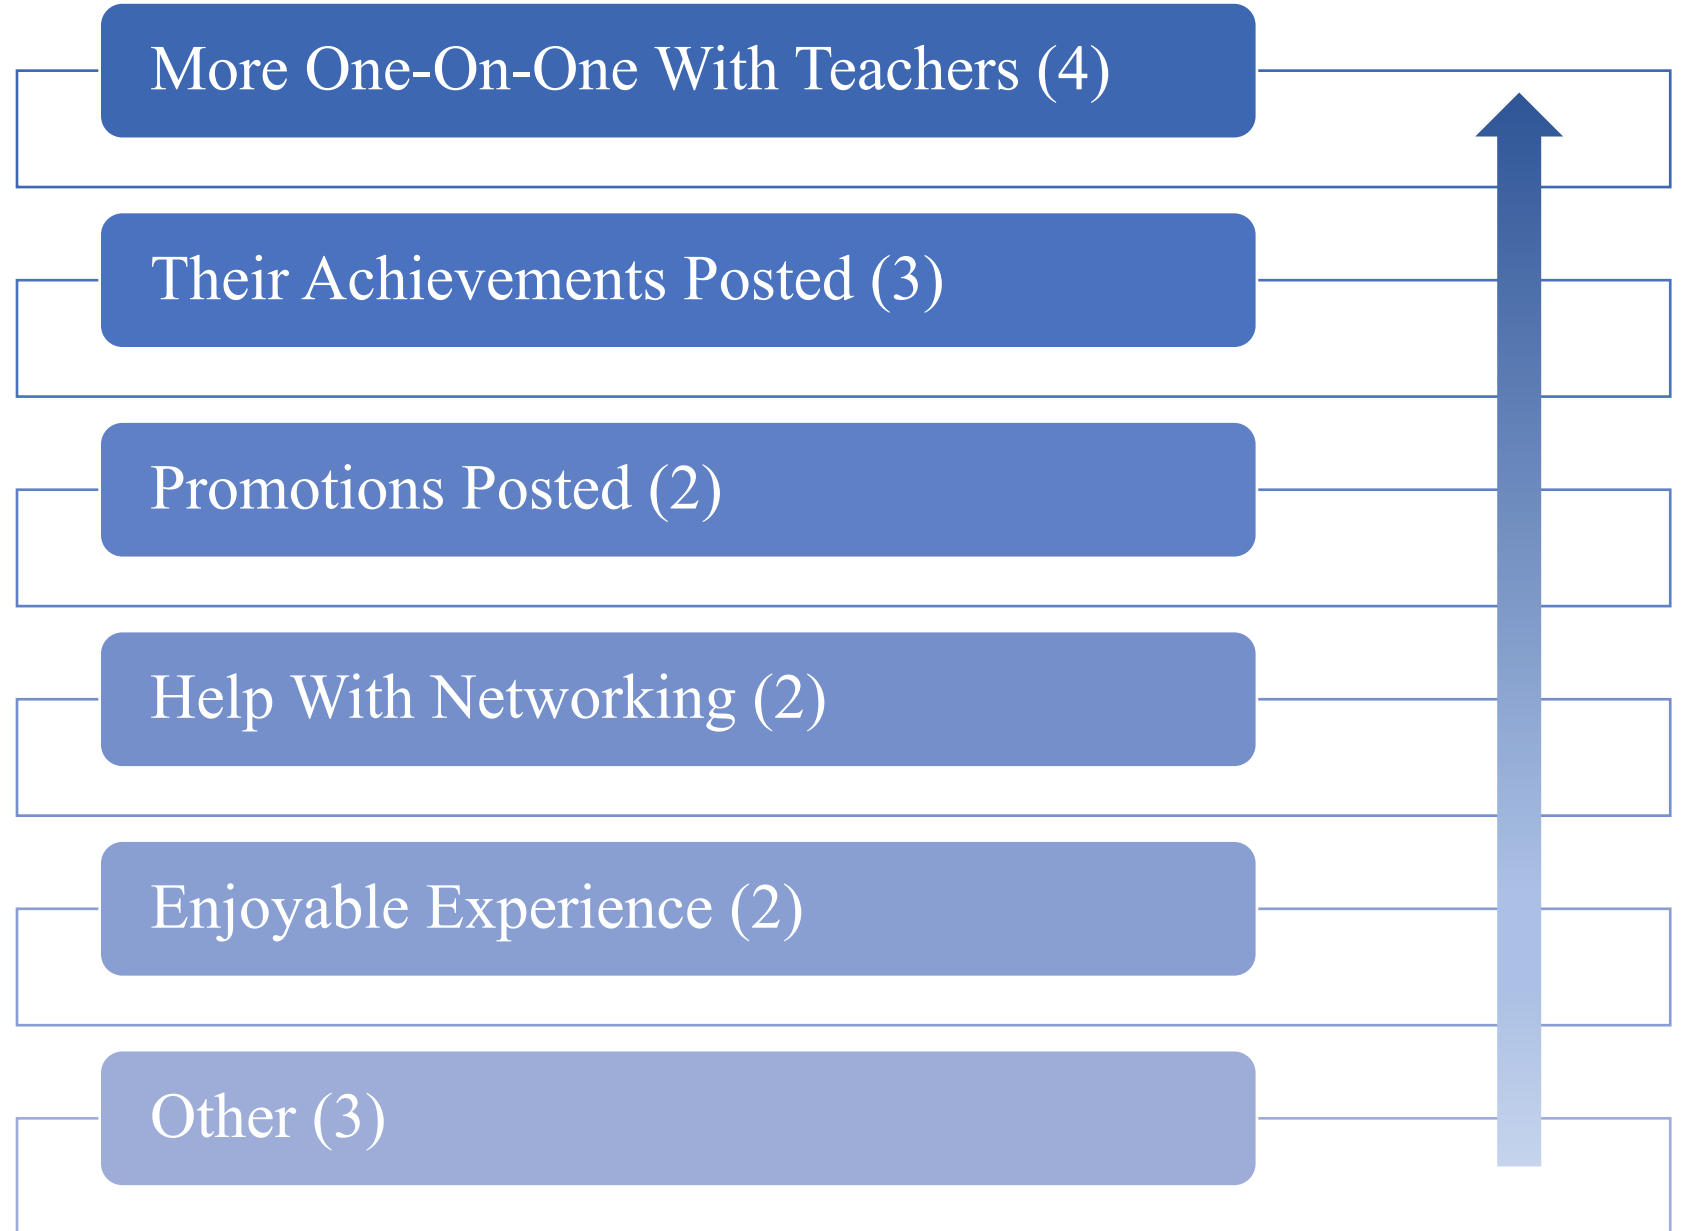 More One-On-One With Teachers (4)
Their Achievements Posted (3)
Promotions Posted (2)
Help With Networking (2)
Enjoyable Experience (2)
Other (3)